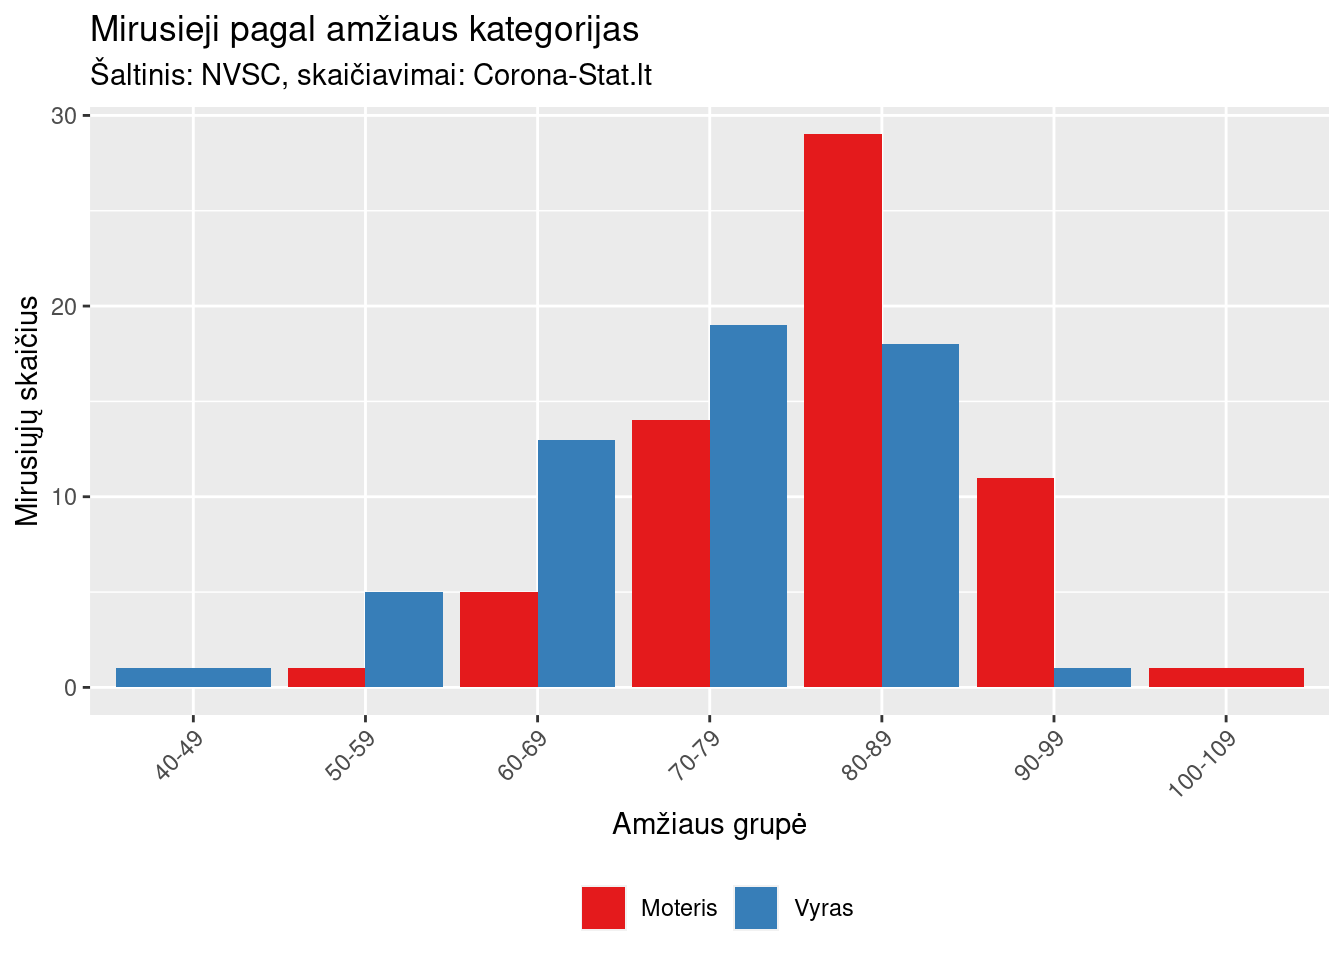 Mirusieji pagal amžiaus kategorijas
Šaltinis: NVSC, skaičiavimai: Corona-Stat.lt
Mirusiųjų skaičius
30
20
10
0
40-49
50-59
60-69
70-79
80-89
90-99
100-109
Amžiaus grupė
Moteris
Vyras